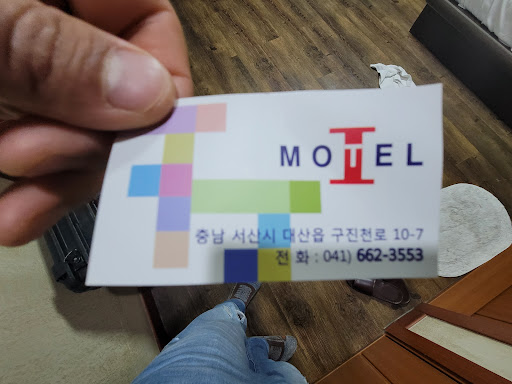 MOTEL
충남 서산시 대산읍 구진천로 10-7
전 화 : 041) 662-3553